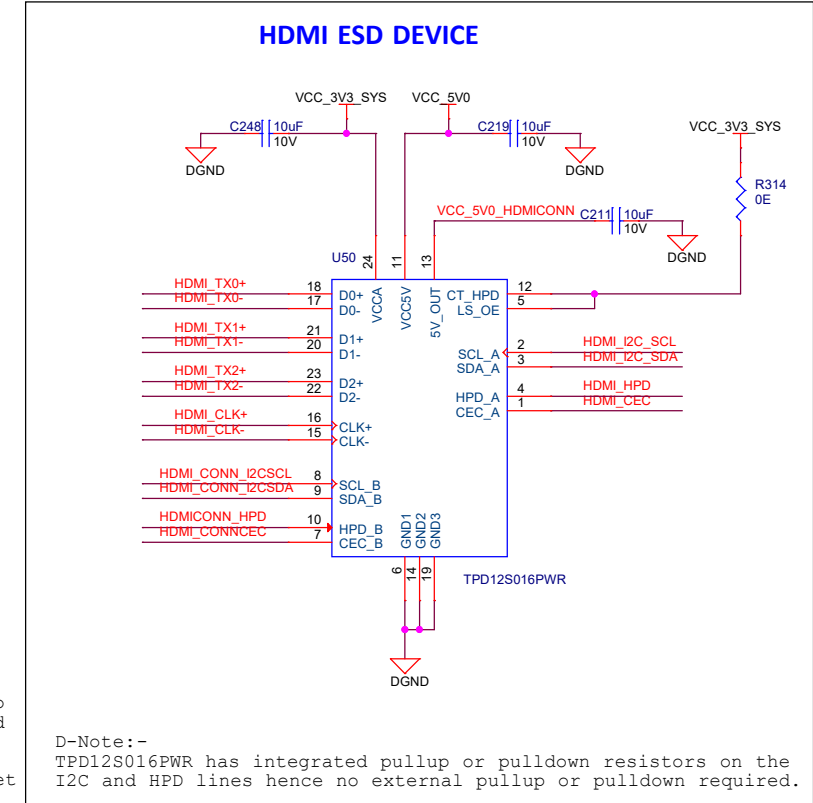 HDMI ESD DEVICE
VCC_3V3_SYS
VCC_5V0
C248
10uF
10V
DGND
C219
10uF
10V
DGND
VCC_3V3_SYS
R314
0E
VCC_5V0_HDMICONN
C211
10uF
10V
DGND
U50
24
11
13
VCCA
VCC5V
5V_OUT
HDMI_TX0+ 18 D0+
HDMI_TX0- 17 D0-
HDMI_TX1+ 21 D1+
HDMI_TX1- 20 D1-
HDMI_TX2+ 23 D2+
HDMI_TX2- 22 D2-
HDMI_CLK+ 16 CLK+
HDMI_CLK- 15 CLK-
HDMI_CONN_I2CSCL 8 SCL_B
HDMI_CONN_I2CSDA 9 SDA_B
HDMICONN_HPD 10 HPD_B
HDMI_CONNCEC 7 CEC_B
CT_HPD 12
LS_OE 5
SCL_A 2 HDMI_I2C_SCL
SDA_A 3 HDMI_I2C_SDA
HPD_A 4 HDMI_HPD
CEC_A 1 HDMI_CEC
GND1
GND2
GND3
6
14
19
TPD12S016PWR
DGND
D-Note:-
TPD12S016PWR has integrated pullup or pulldown resistors on the
I2C and HPD lines hence no external pullup or pulldown required.
et